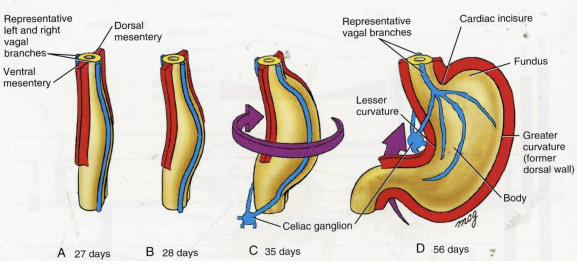 Representative
left and right
vagal
branches
Dorsal
mesentery
Ventral
mesentery
Representative
vagal branches
Cardiac incisure
Fundus
Lesser
curvature
Greater
curvature
(former
dorsal wall)
Body
Celiac ganglion
mcg
A 27 days
B 28 days
C 35 days
D 56 days